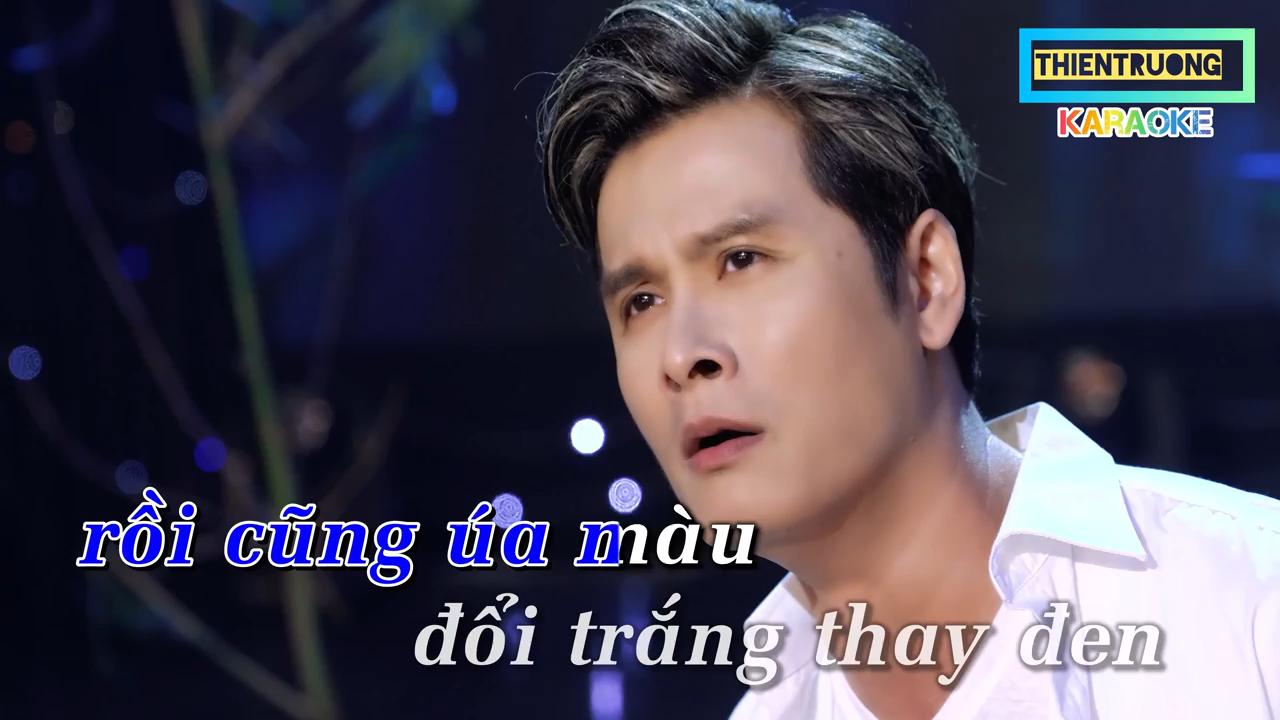 THIENTRUONG
KARAOKE
rồi cũng úa màu
đổi trắng thay đen